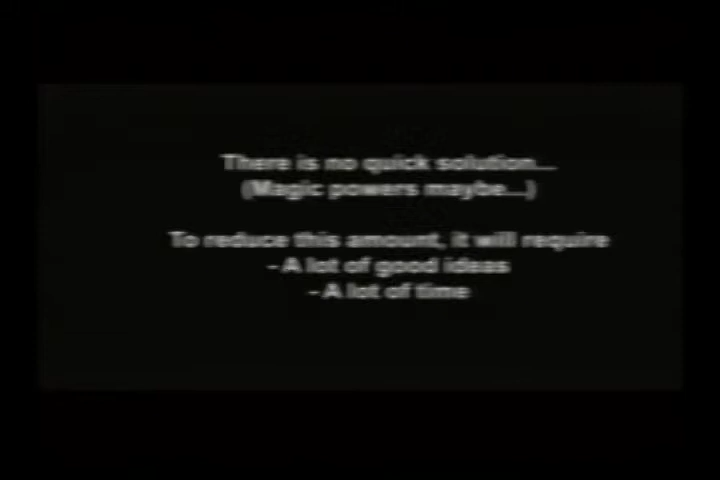 There is no quick solution...
(Magic powers maybe...)
To reduce this amount, it will require
- A lot of good ideas
- A lot of time